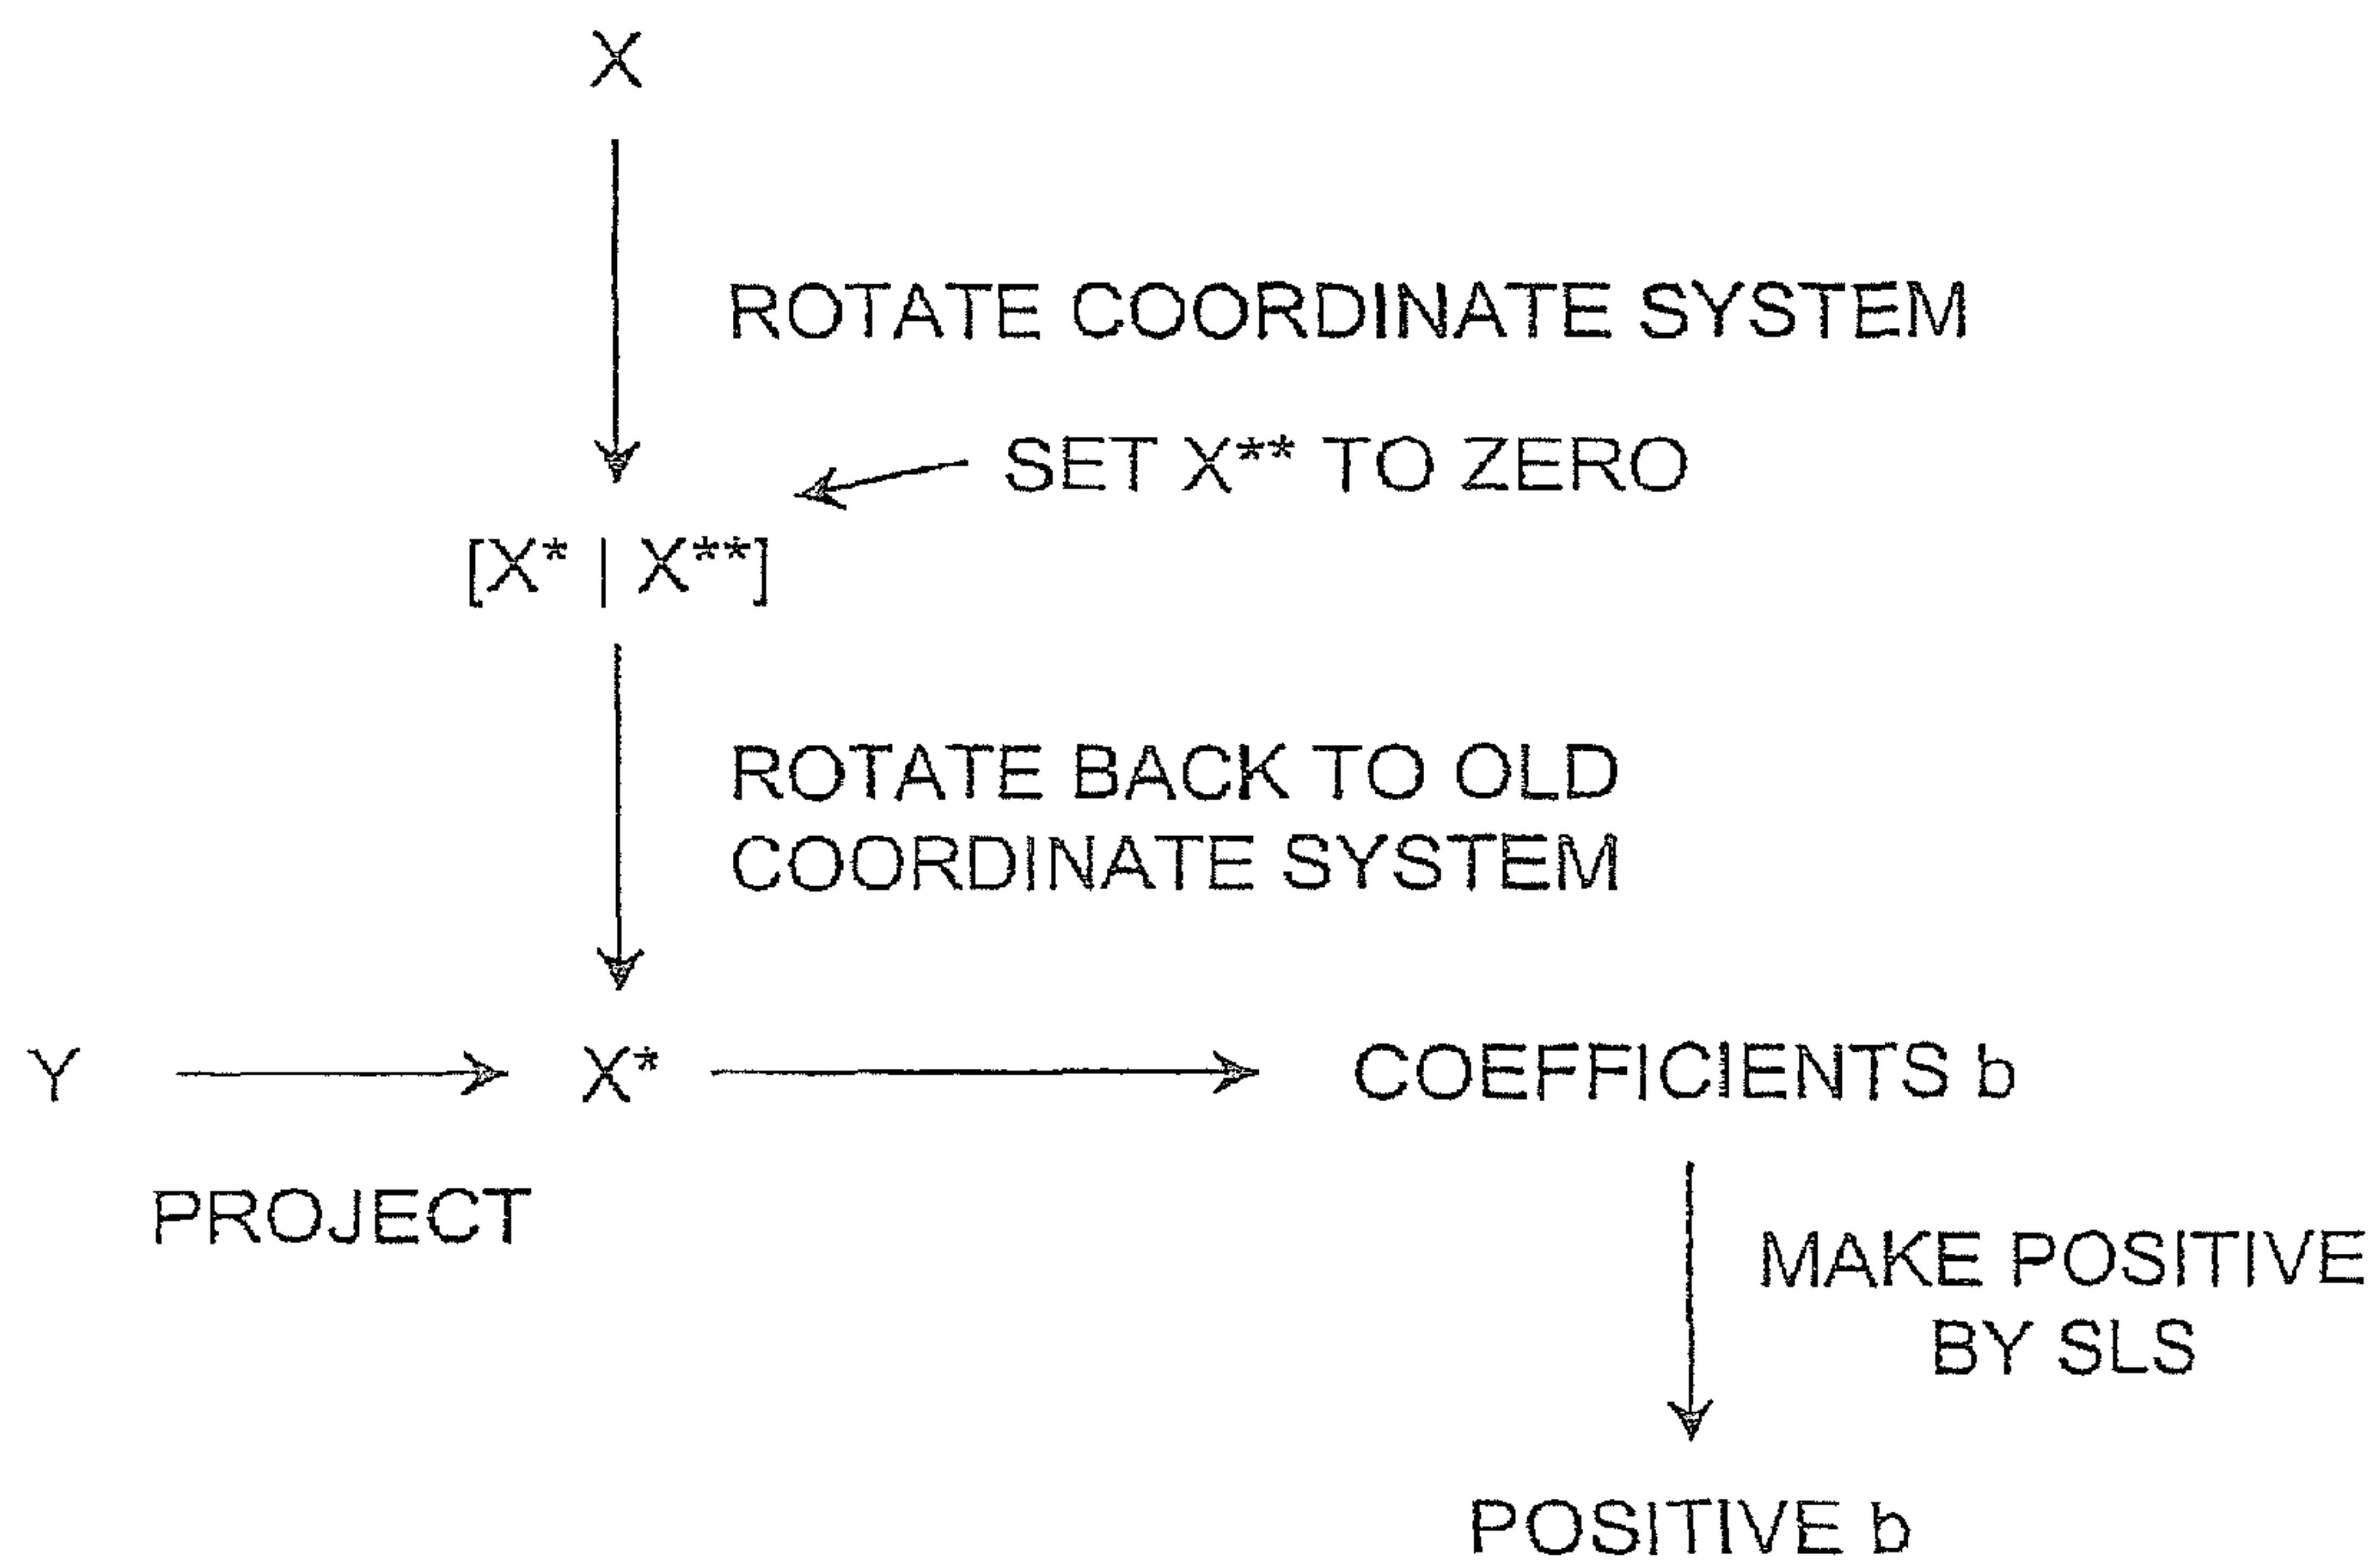 X
ROTATE COORDINATE SYSTEM
SET X** TO ZERO
[X* | X**]
ROTATE BACK TO OLD
COORDINATE SYSTEM
Y X* COEFFICIENTS b
PROJECT
MAKE POSITIVE
BY SLS
POSITIVE b